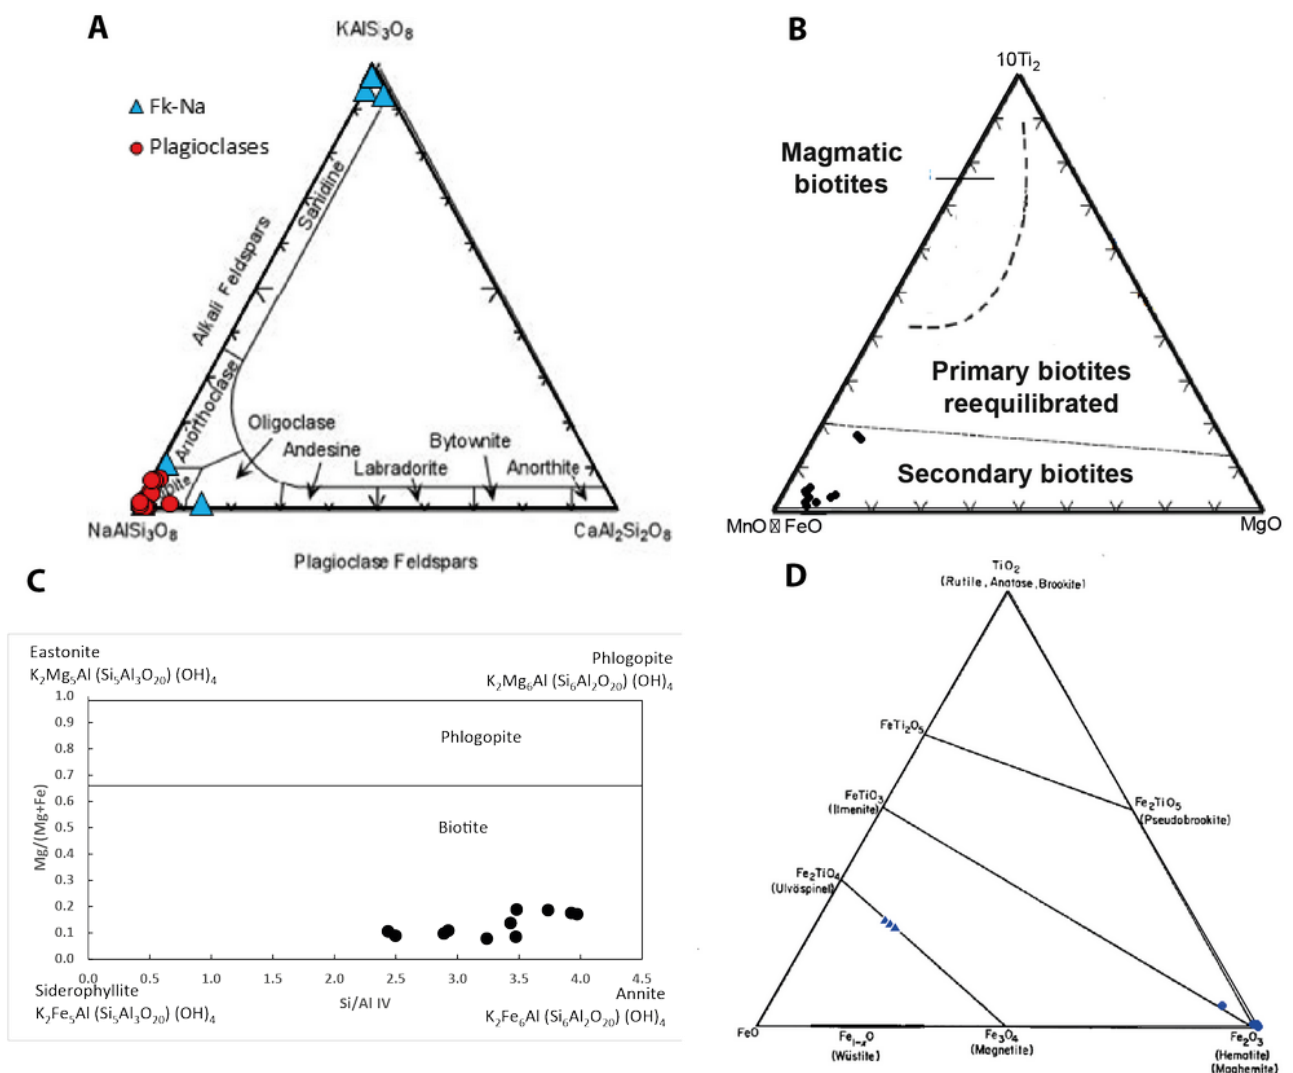 A
KAlSi3O8
Fk-Na
Plagioclases
Alkali Feldspars
Sanidine
Anorthoclase
Oligoclase
Andesine
Labradorite
Bytownite
Anorthite
NaAlSi3O8
CaAl2Si2O8
Plagioclase Feldspars
B
10Ti2
Magmatic
biotites
Primary biotites
reequilibrated
Secondary biotites
MnO▯FeO
MgO
C
Eastonite
K2Mg5Al (Si5Al3O20) (OH)4
Phlogopite
K2Mg6Al (Si6Al2O20) (OH)4
1.0
0.9
0.8
0.7
0.6
0.5
0.4
0.3
0.2
0.1
0.0
Mg/(Mg+Fe)
Phlogopite
Biotite
0.0 0.5 1.0 1.5 2.0 2.5 3.0 3.5 4.0 4.5
Si/Al IV
Siderophyllite
K2Fe5Al (Si5Al3O20) (OH)4
Annite
K2Fe6Al (Si6Al2O20) (OH)4
D
TiO2
(Rutile, Anatase, Brookite)
FeTi2O5
FeTiO3
(Ilmenite)
Fe2TiO5
(Pseudobrookite)
Fe2TiO4
(Ulvöspinel)
FeO
Fe1-xO
(Wüstite)
Fe3O4
(Magnetite)
Fe2O3
(Hematite)
(Maghemite)